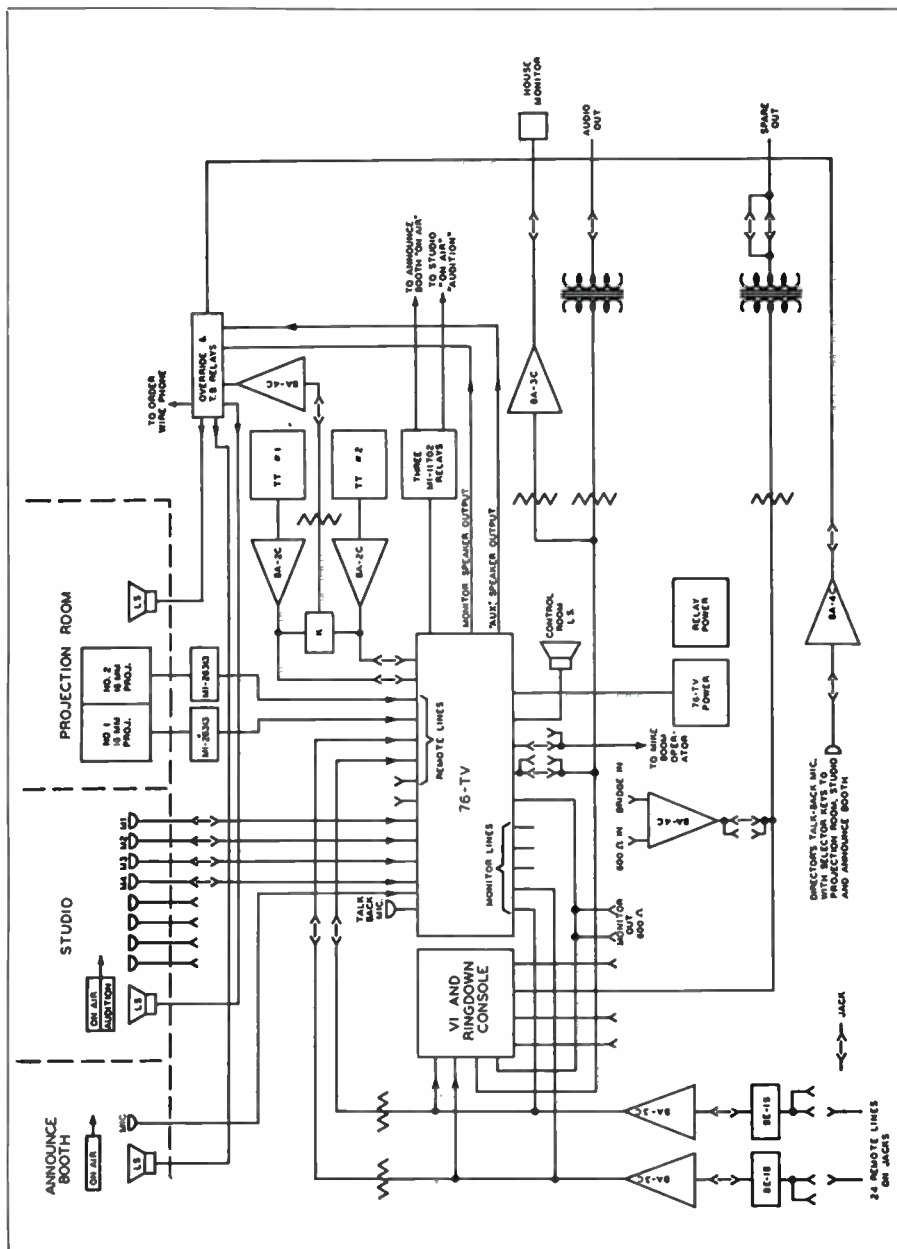 ANNOUNCE
BOOTH
STUDIO
PROJECTION ROOM
ON AIR
LS
MIC
ON AIR
AUDITION
LS
M4
M3
M2
M1
NO 1
16 MM
PROJ.
NO. 2
16 MM
PROJ.
MI-26313
MI-26313
LS
TO ORDER
WIRE PHONE
OVERRIDE &
T.B RELAYS
BA-4C
TT #1
TT #2
BA-2C
BA-2C
K
THREE
MI-11702
RELAYS
TO ANNOUNCE
BOOTH "ON AIR"
TO STUDIO
"ON AIR"
"AUDITION"
MONITOR SPEAKER OUTPUT
"AUX" SPEAKER OUTPUT
TALK
BACK
MIC.
REMOTE LINES
76-TV
MONITOR LINES
CONTROL
ROOM
L S.
VI AND
RINGDOWN
CONSOLE
MONITOR
OUT
600 Ω
TO MIKE
BOOM
OPER-
ATOR
76-TV
POWER
RELAY
POWER
600 Ω IN
BRIDGE IN
BA-4C
BA-3C
HOUSE
MONITOR
AUDIO
OUT
SPARE
OUT
BA-3C
BA-3C
BE-1B
BE-1B
24 REMOTE LINES
ON JACKS
JACK
DIRECTOR'S TALK-BACK MIC.
WITH SELECTOR KEYS TO
PROJECTION ROOM, STUDIO
AND ANNOUNCE BOOTH
BA-4C